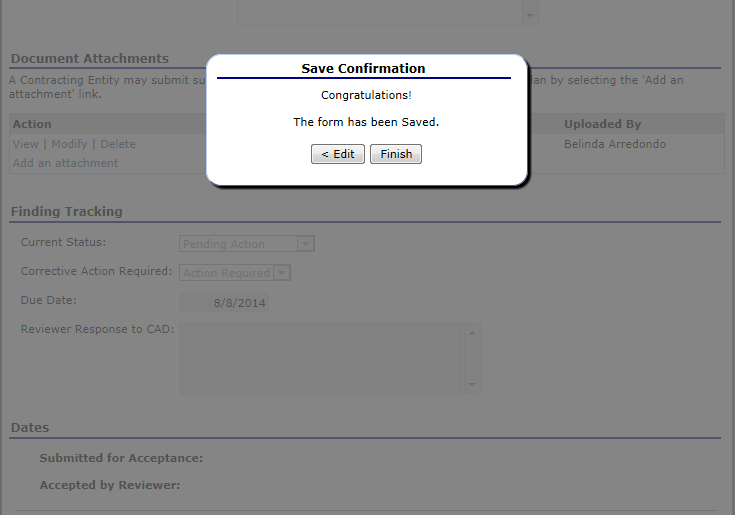 Document Attachments
Save Confirmation
A Contracting Entity may submit su
an by selecting the 'Add an
attachment' link.
Congratulations!
The form has been Saved.
Action
Uploaded By
View | Modify | Delete
Belinda Arredondo
< Edit
Finish
Add an attachment
Finding Tracking
Current Status:
Pending Action
Corrective Action Required:
Action Required
Due Date:
8/8/2014
Reviewer Response to CAD:
Dates
Submitted for Acceptance:
Accepted by Reviewer: